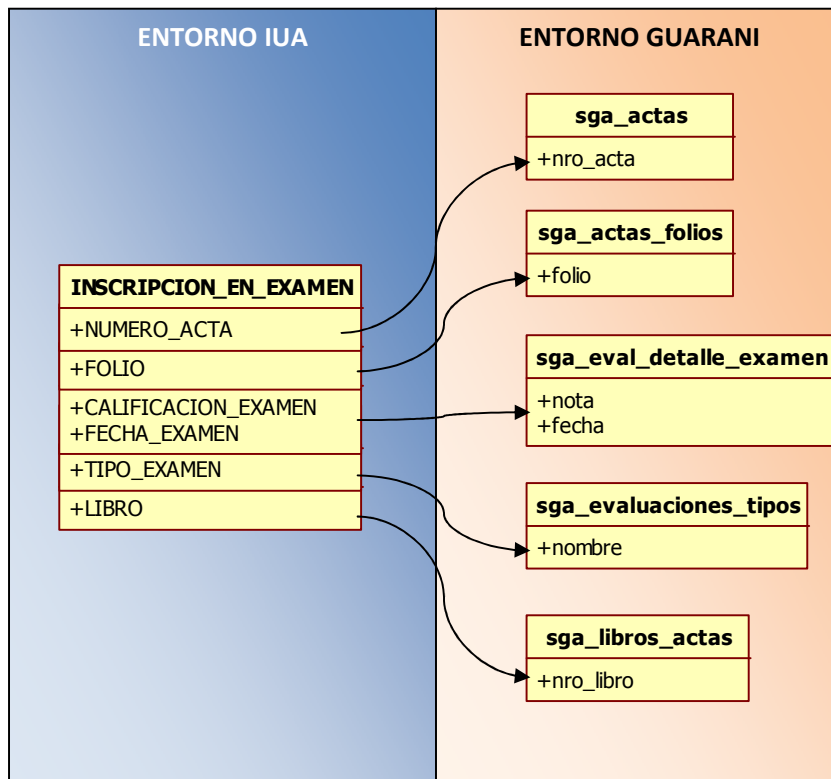 ENTORNO IUA
INSCRIPCION_EN_EXAMEN
+NUMERO_ACTA
+FOLIO
+CALIFICACION_EXAMEN
+FECHA_EXAMEN
+TIPO_EXAMEN
+LIBRO
ENTORNO GUARANI
sga_actas
+nro_acta
sga_actas_folios
+folio
sga_eval_detalle_examen
+nota
+fecha
sga_evaluaciones_tipos
+nombre
sga_libros_actas
+nro_libro